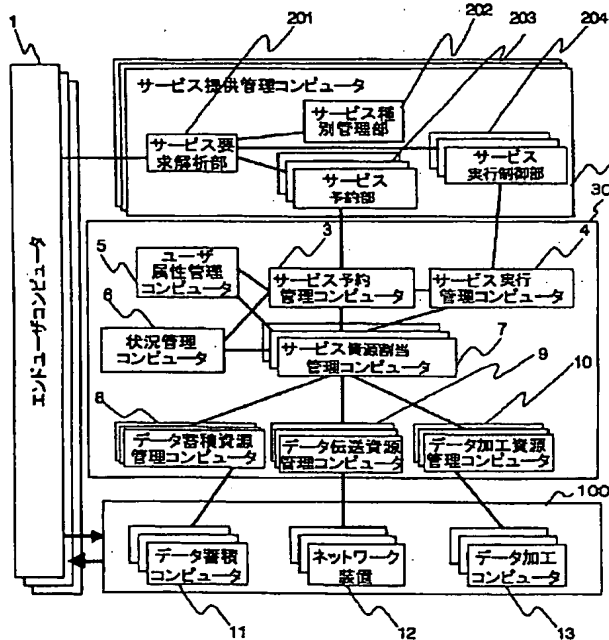 1
201
202
203
204
サービス提供管理コンピュータ
サービス種
別管理部
サービス要
求解析部
サービス
実行制御部
サービス
予約部
30
エンドユーザコンピュータ
5
ユーザ
属性管理
コンピュータ
3
サービス予約
管理コンピュータ
4
サービス実行
管理コンピュータ
6
状況管理
コンピュータ
サービス資源割当
管理コンピュータ
7
8
データ蓄積資源
管理コンピュータ
9
データ伝送資源
管理コンピュータ
10
データ加工資源
管理コンピュータ
100
データ蓄積
コンピュータ
ネットワーク
装置
データ加工
コンピュータ
11
12
13